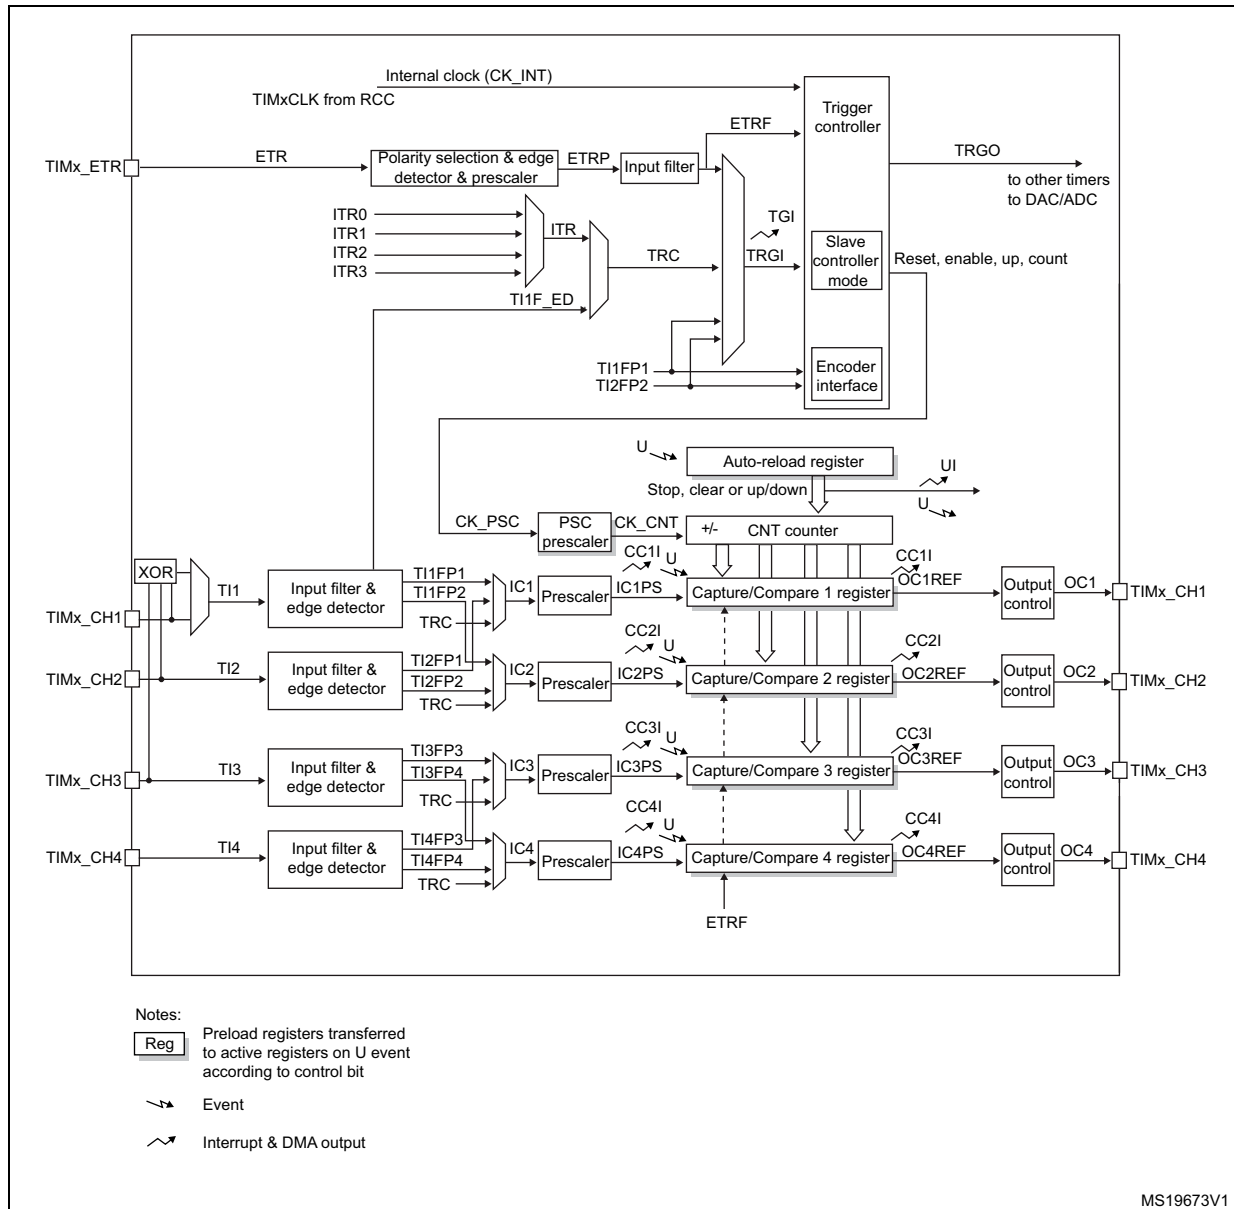 Internal clock (CK_INT)
TIMxCLK from RCC
Trigger
controller
ETRF
TIMx_ETR
ETR
Polarity selection & edge
detector & prescaler
ETRP
Input filter
TRGO
to other timers
to DAC/ADC
ITR0
ITR1
ITR2
ITR3
ITR
TI1F_ED
TRC
TGI
TRGI
Slave
controller
mode
Reset, enable, up, count
TI1FP1
TI2FP2
Encoder
interface
U
Auto-reload register
Stop, clear or up/down
UI
U
CK_PSC
PSC
prescaler
CK_CNT
+/-
CNT counter
XOR
TIMx_CH1
TI1
Input filter &
edge detector
TI1FP1
TI1FP2
TRC
IC1
Prescaler
IC1PS
CC1I
U
Capture/Compare 1 register
CC1I
OC1REF
Output
control
OC1
TIMx_CH1
TIMx_CH2
TI2
Input filter &
edge detector
TI2FP1
TI2FP2
TRC
IC2
Prescaler
IC2PS
CC2I
U
Capture/Compare 2 register
CC2I
OC2REF
Output
control
OC2
TIMx_CH2
TIMx_CH3
TI3
Input filter &
edge detector
TI3FP3
TI3FP4
TRC
IC3
Prescaler
IC3PS
CC3I
U
Capture/Compare 3 register
CC3I
OC3REF
Output
control
OC3
TIMx_CH3
TIMx_CH4
TI4
Input filter &
edge detector
TI4FP3
TI4FP4
TRC
IC4
Prescaler
IC4PS
CC4I
U
Capture/Compare 4 register
CC4I
OC4REF
Output
control
OC4
TIMx_CH4
ETRF
Notes:
Reg
Preload registers transferred
to active registers on U event
according to control bit
Event
Interrupt & DMA output
MS19673V1